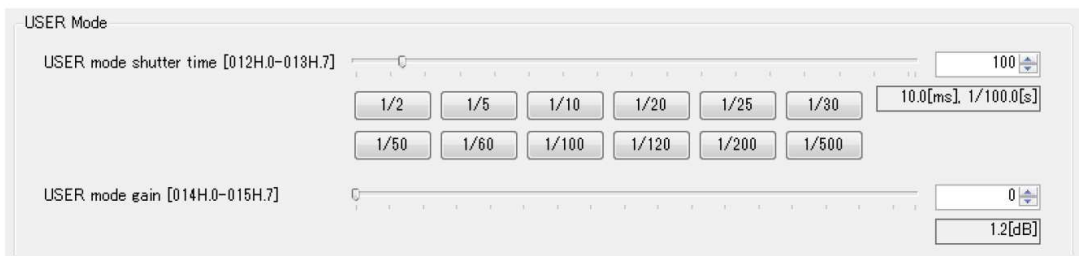 USER Mode
USER mode shutter time [012H.0-013H.7]
100
1/2 1/5 1/10 1/20 1/25 1/30
10.0[ms], 1/100.0[s]
1/50 1/60 1/100 1/120 1/200 1/500
USER mode gain [014H.0-015H.7]
0
1.2[dB]